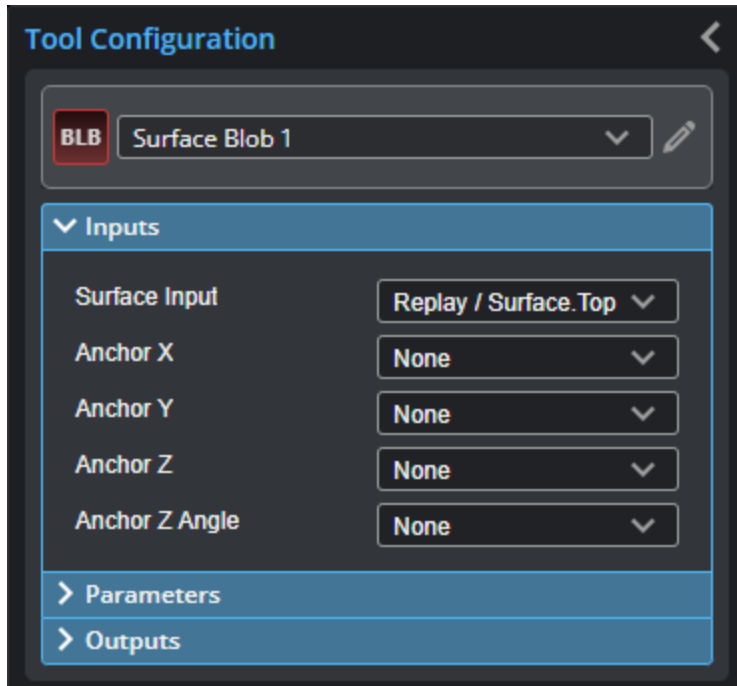 Tool Configuration
BLB Surface Blob 1
Inputs
Surface Input Replay / Surface.Top
Anchor X None
Anchor Y None
Anchor Z None
Anchor Z Angle None
Parameters
Outputs